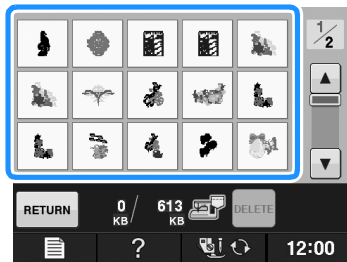 1/2
RETURN
0 KB / 613 KB
DELETE
?
12:00